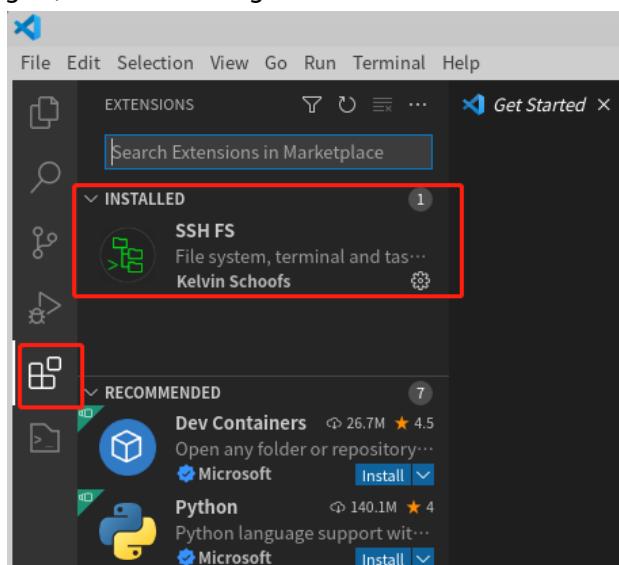 File Edit Selection View Go Run Terminal Help
EXTENSIONS
Get Started
Search Extensions in Marketplace
INSTALLED 1
SSH FS
File system, terminal and tas···
Kelvin Schoofs
RECOMMENDED 7
Dev Containers 26.7M ★ 4.5
Open any folder or repository···
Microsoft Install
Python 140.1M ★ 4
Python language support wit···
Microsoft Install